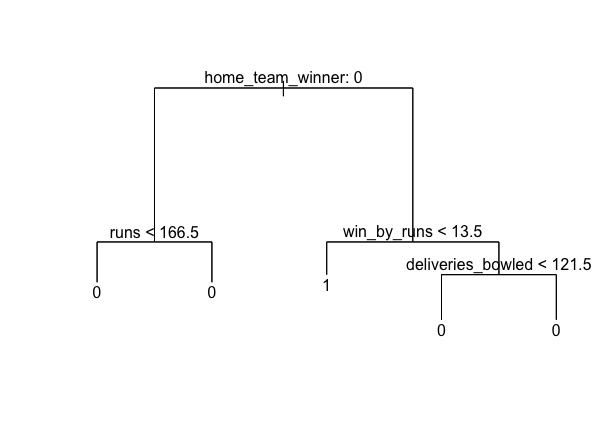 home_team_winner: 0
runs < 166.5
win_by_runs < 13.5
deliveries_bowled < 121.5
0
0
1
0
0